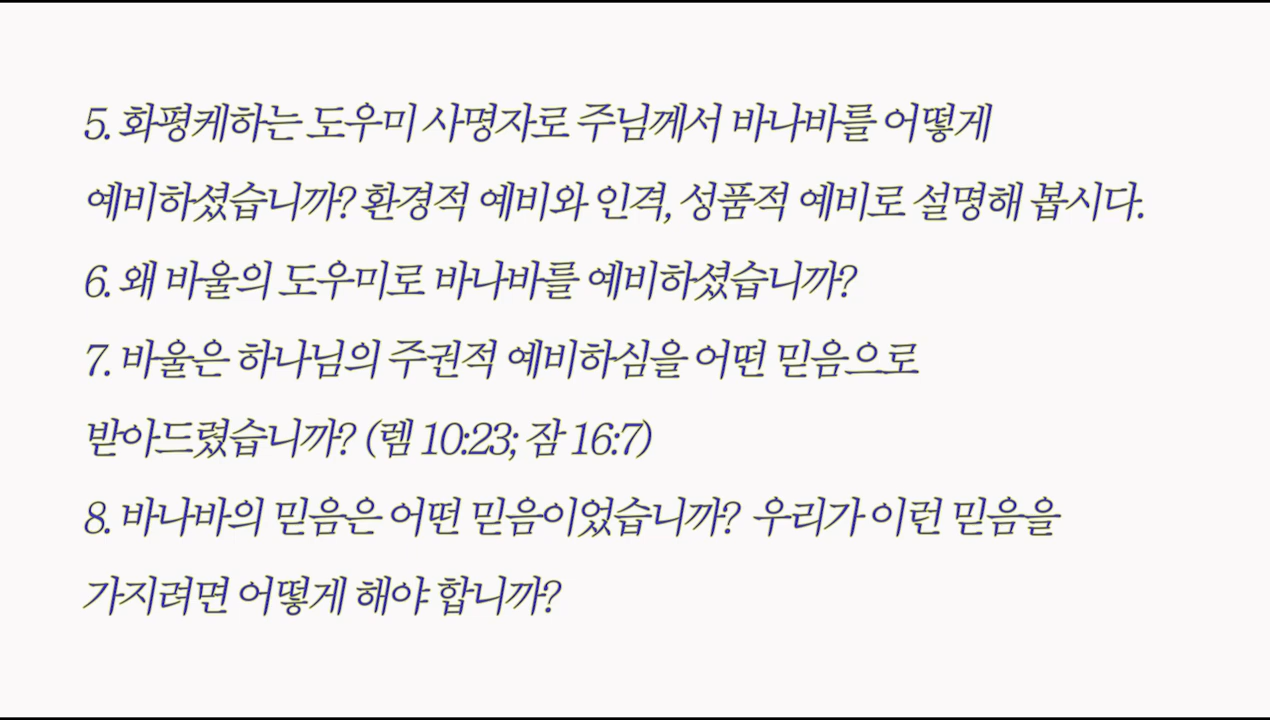 5. 화평케하는 도우미 사명자로 주님께서 바나바를 어떻게
예비하셨습니까? 환경적 예비와 인격, 성품적 예비로 설명해 봅시다.
6. 왜 바울의 도우미로 바나바를 예비하셨습니까?
7. 바울은 하나님의 주권적 예비하심을 어떤 믿음으로
받아드렸습니까? (렘 10:23; 잠 16:7)
8. 바나바의 믿음은 어떤 믿음이었습니까? 우리가 이런 믿음을
가지려면 어떻게 해야 합니까?